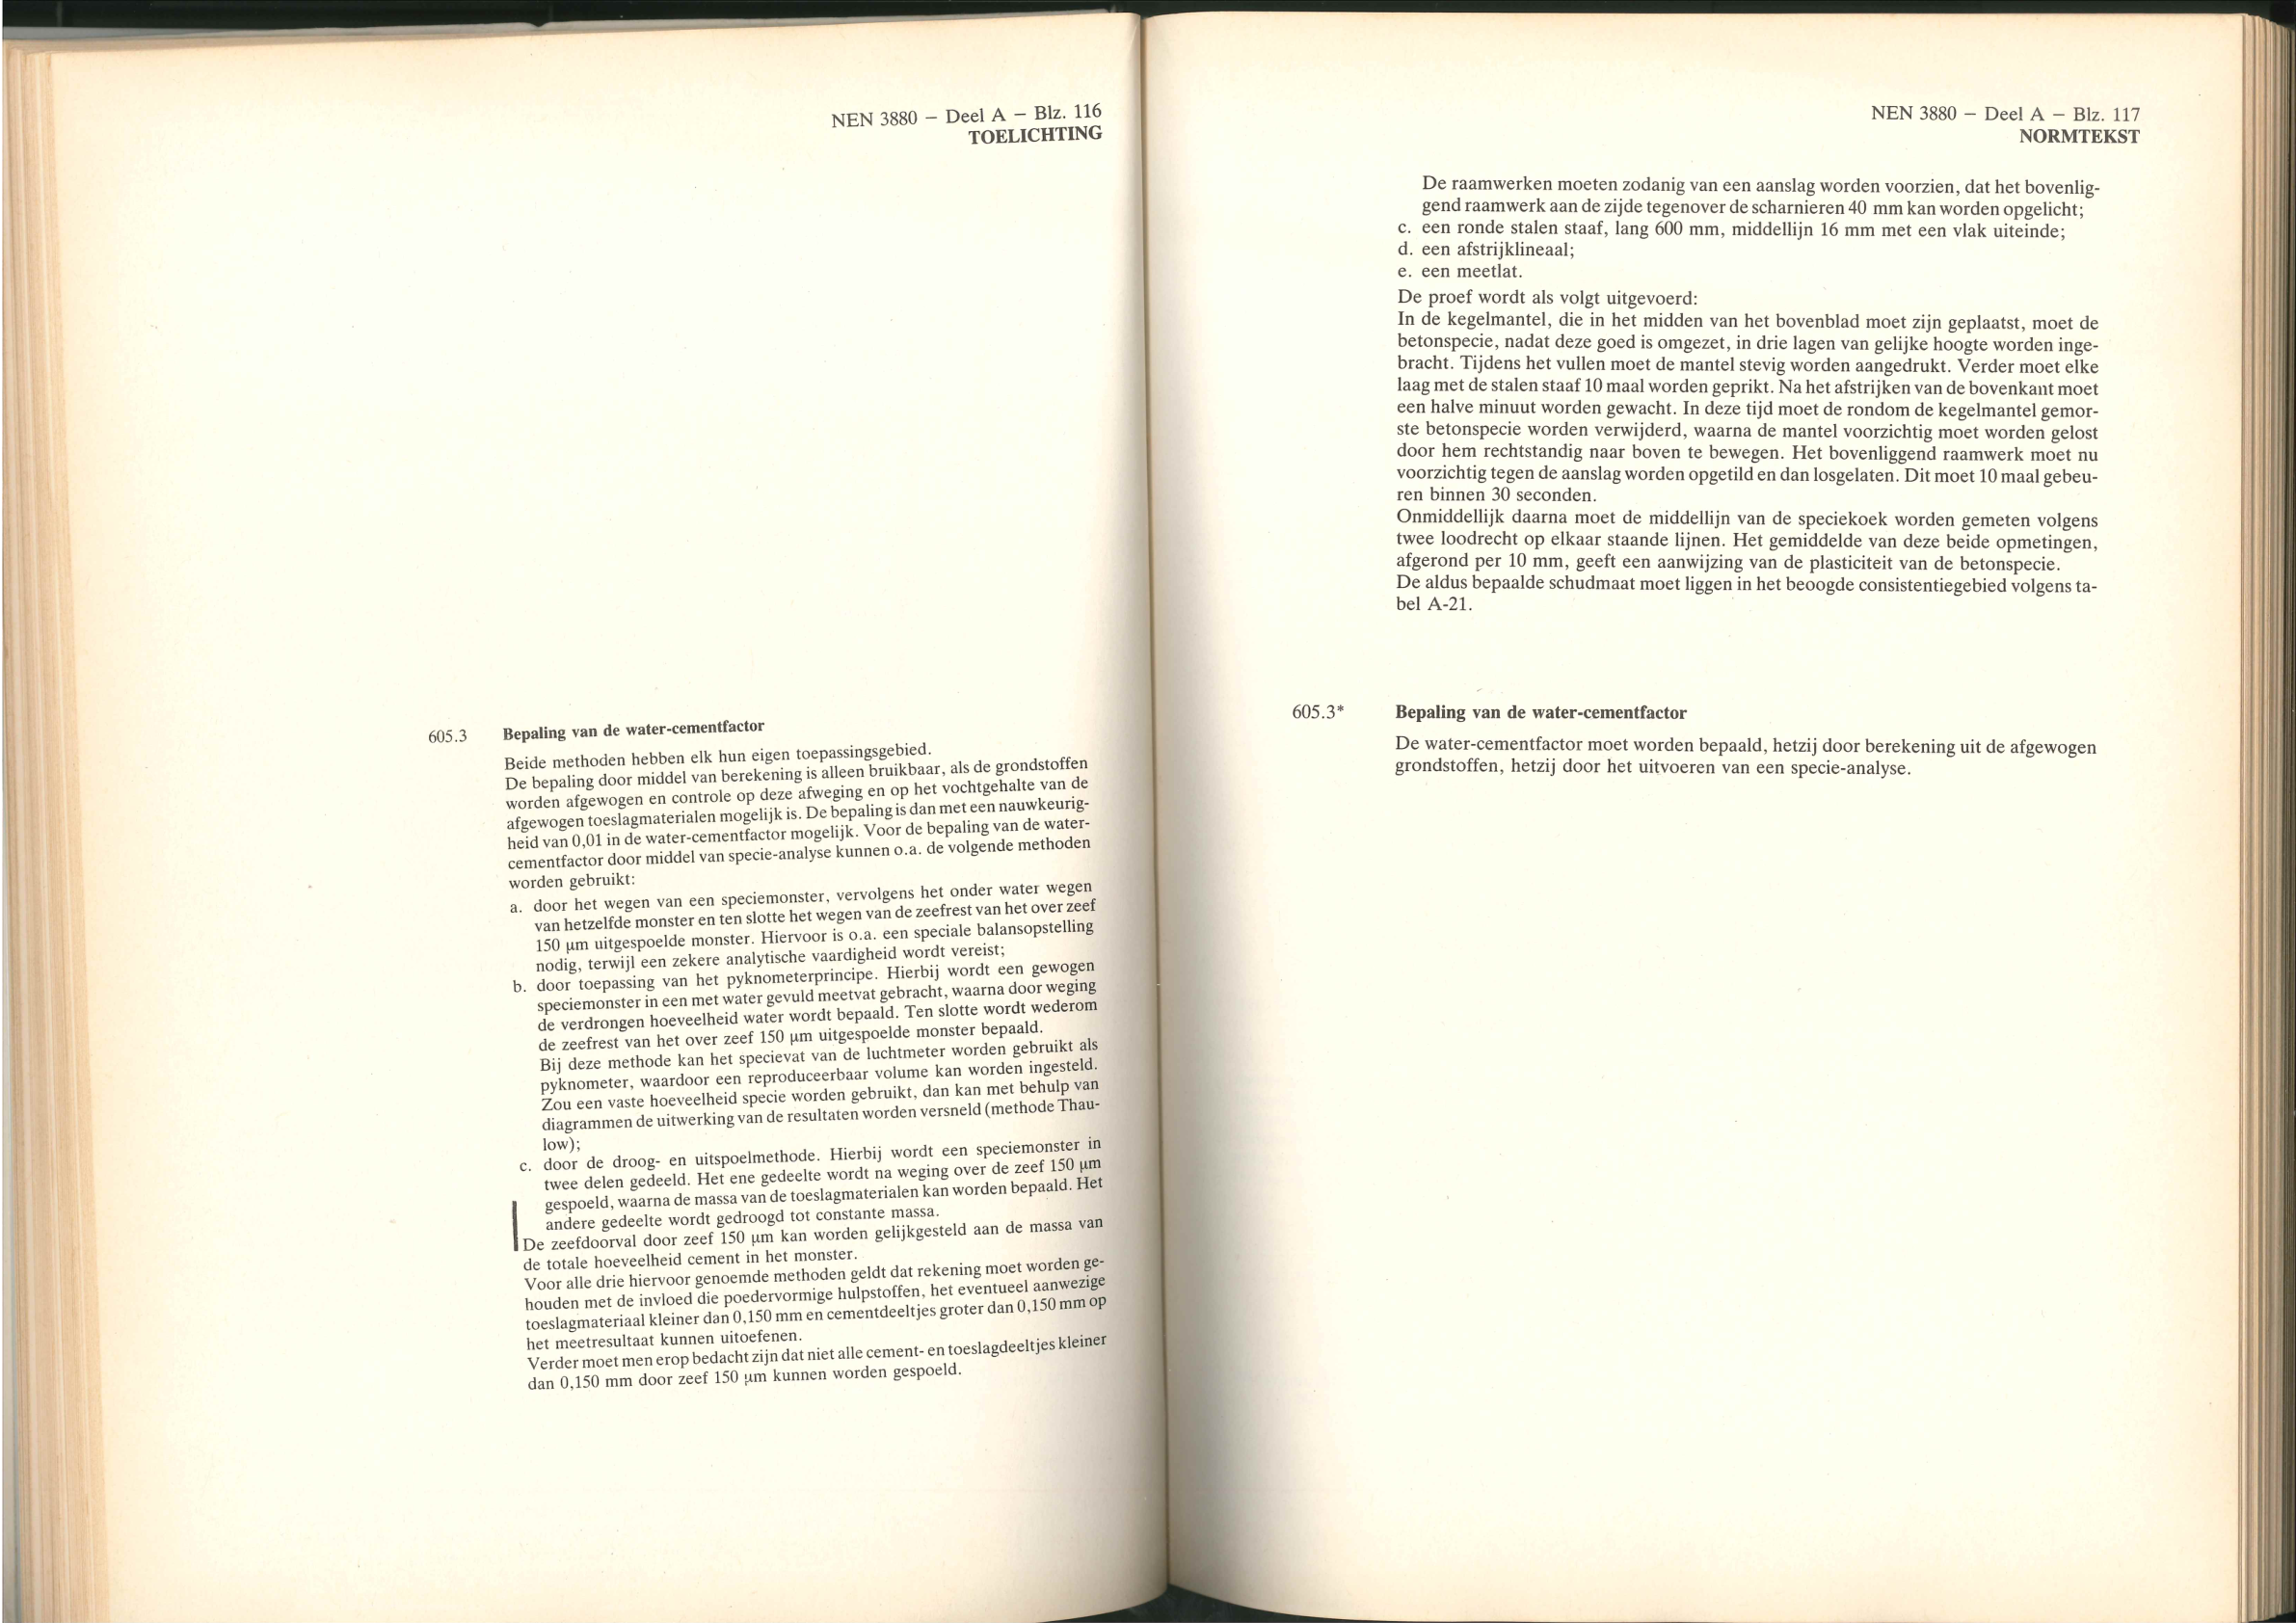 NEN 3880 — Deel A — Blz. 116
TOELICHTING
605.3 Bepaling van de water-cementfactor
Beide methoden hebben elk hun eigen toepassingsgebied.
De bepaling door middel van berekening is alleen bruikbaar, als de grondstoffen
worden afgewogen en controle op deze afweging en op het vochtgehalte van de
afgewogen toeslagmaterialen mogelijk is. De bepaling is dan met een nauwkeurig-
heid van 0,01 in de water-cementfactor mogelijk. Voor de bepaling van de water-
cementfactor door middel van specie-analyse kunnen o.a. de volgende methoden
worden gebruikt:
a. door het wegen van een speciemonster, vervolgens het onder water wegen
van hetzelfde monster en ten slotte het wegen van de zeefrest van het over zeef
150 µm uitgespoelde monster. Hiervoor is o.a. een speciale balansopstelling
nodig, terwijl een zekere analytische vaardigheid wordt vereist;
b. door toepassing van het pyknometerprincipe. Hierbij wordt een gewogen
speciemonster in een met water gevuld meetvat gebracht, waarna door weging
de verdrongen hoeveelheid water wordt bepaald. Ten slotte wordt wederom
de zeefrest van het over zeef 150 µm uitgespoelde monster bepaald.
Bij deze methode kan het specievat van de luchtmeter worden gebruikt als
pyknometer, waardoor een reproduceerbaar volume kan worden ingesteld.
Zou een vaste hoeveelheid specie worden gebruikt, dan kan met behulp van
diagrammen de uitwerking van de resultaten worden versneld (methode Thau-
low);
c. door de droog- en uitspoelmethode. Hierbij wordt een speciemonster in
twee delen gedeeld. Het ene gedeelte wordt na weging over de zeef 150 µm
gespoeld, waarna de massa van de toeslagmaterialen kan worden bepaald. Het
andere gedeelte wordt gedroogd tot constante massa.
De zeefdoorval door zeef 150 µm kan worden gelijkgesteld aan de massa van
de totale hoeveelheid cement in het monster.
Voor alle drie hiervoor genoemde methoden geldt dat rekening moet worden ge-
houden met de invloed die poedervormige hulpstoffen, het eventueel aanwezige
toeslagmateriaal kleiner dan 0,150 mm en cementdeeltjes groter dan 0,150 mm op
het meetresultaat kunnen uitoefenen.
Verder moet men erop bedacht zijn dat niet alle cement- en toeslagdeeltjes kleiner
dan 0,150 mm door zeef 150 µm kunnen worden gespoeld.
NEN 3880 — Deel A — Blz. 117
NORMTEKST
De raamwerken moeten zodanig van een aanslag worden voorzien, dat het bovenlig-
gend raamwerk aan de zijde tegenover de scharnieren 40 mm kan worden opgelicht;
c. een ronde stalen staaf, lang 600 mm, middellijn 16 mm met een vlak uiteinde;
d. een afstrijklineaal;
e. een meetlat.
De proef wordt als volgt uitgevoerd:
In de kegelmantel, die in het midden van het bovenblad moet zijn geplaatst, moet de
betonspecie, nadat deze goed is omgezet, in drie lagen van gelijke hoogte worden inge-
bracht. Tijdens het vullen moet de mantel stevig worden aangedrukt. Verder moet elke
laag met de stalen staaf 10 maal worden geprikt. Na het afstrijken van de bovenkant moet
een halve minuut worden gewacht. In deze tijd moet de rondom de kegelmantel gemor-
ste betonspecie worden verwijderd, waarna de mantel voorzichtig moet worden gelost
door hem rechtstandig naar boven te bewegen. Het bovenliggend raamwerk moet nu
voorzichtig tegen de aanslag worden opgetild en dan losgelaten. Dit moet 10 maal gebeu-
ren binnen 30 seconden.
Onmiddellijk daarna moet de middellijn van de speciekoek worden gemeten volgens
twee loodrecht op elkaar staande lijnen. Het gemiddelde van deze beide opmetingen,
afgerond per 10 mm, geeft een aanwijzing van de plasticiteit van de betonspecie.
De aldus bepaalde schudmaat moet liggen in het beoogde consistentiegebied volgens ta-
bel A-21.
605.3* Bepaling van de water-cementfactor
De water-cementfactor moet worden bepaald, hetzij door berekening uit de afgewogen
grondstoffen, hetzij door het uitvoeren van een specie-analyse.